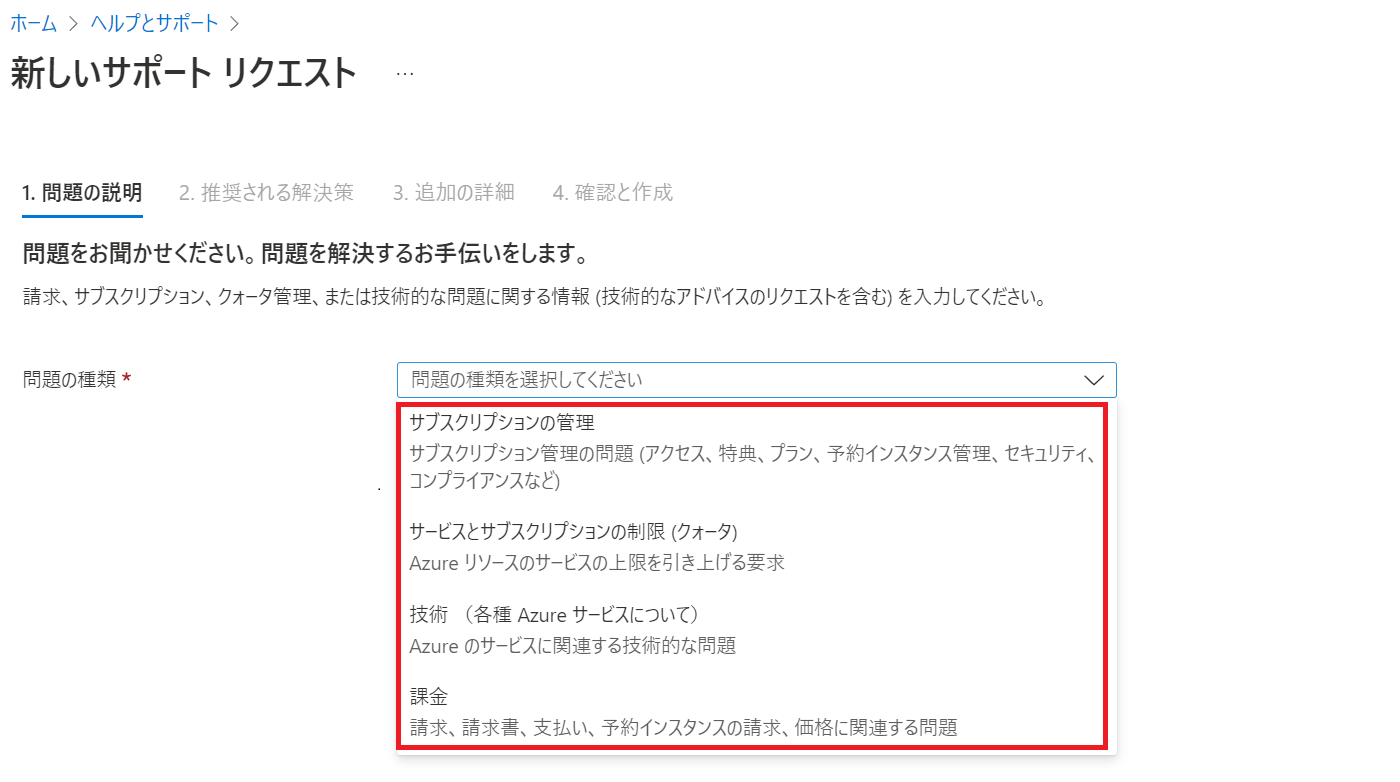 ホーム > ヘルプとサポート >
新しいサポート リクエスト …
1. 問題の説明 2. 推奨される解決策 3. 追加の詳細 4. 確認と作成
問題をお聞かせください。問題を解決するお手伝いをします。
請求、サブスクリプション、クォータ管理、または技術的な問題に関する情報 (技術的なアドバイスのリクエストを含む) を入力してください。
問題の種類 * 問題の種類を選択してください
サブスクリプションの管理
サブスクリプション管理の問題 (アクセス、特典、プラン、予約インスタンス管理、セキュリティ、
コンプライアンスなど)
サービスとサブスクリプションの制限 (クォータ)
Azure リソースのサービスの上限を引き上げる要求
技術 （各種 Azure サービスについて）
Azure のサービスに関連する技術的な問題
課金
請求、請求書、支払い、予約インスタンスの請求、価格に関連する問題